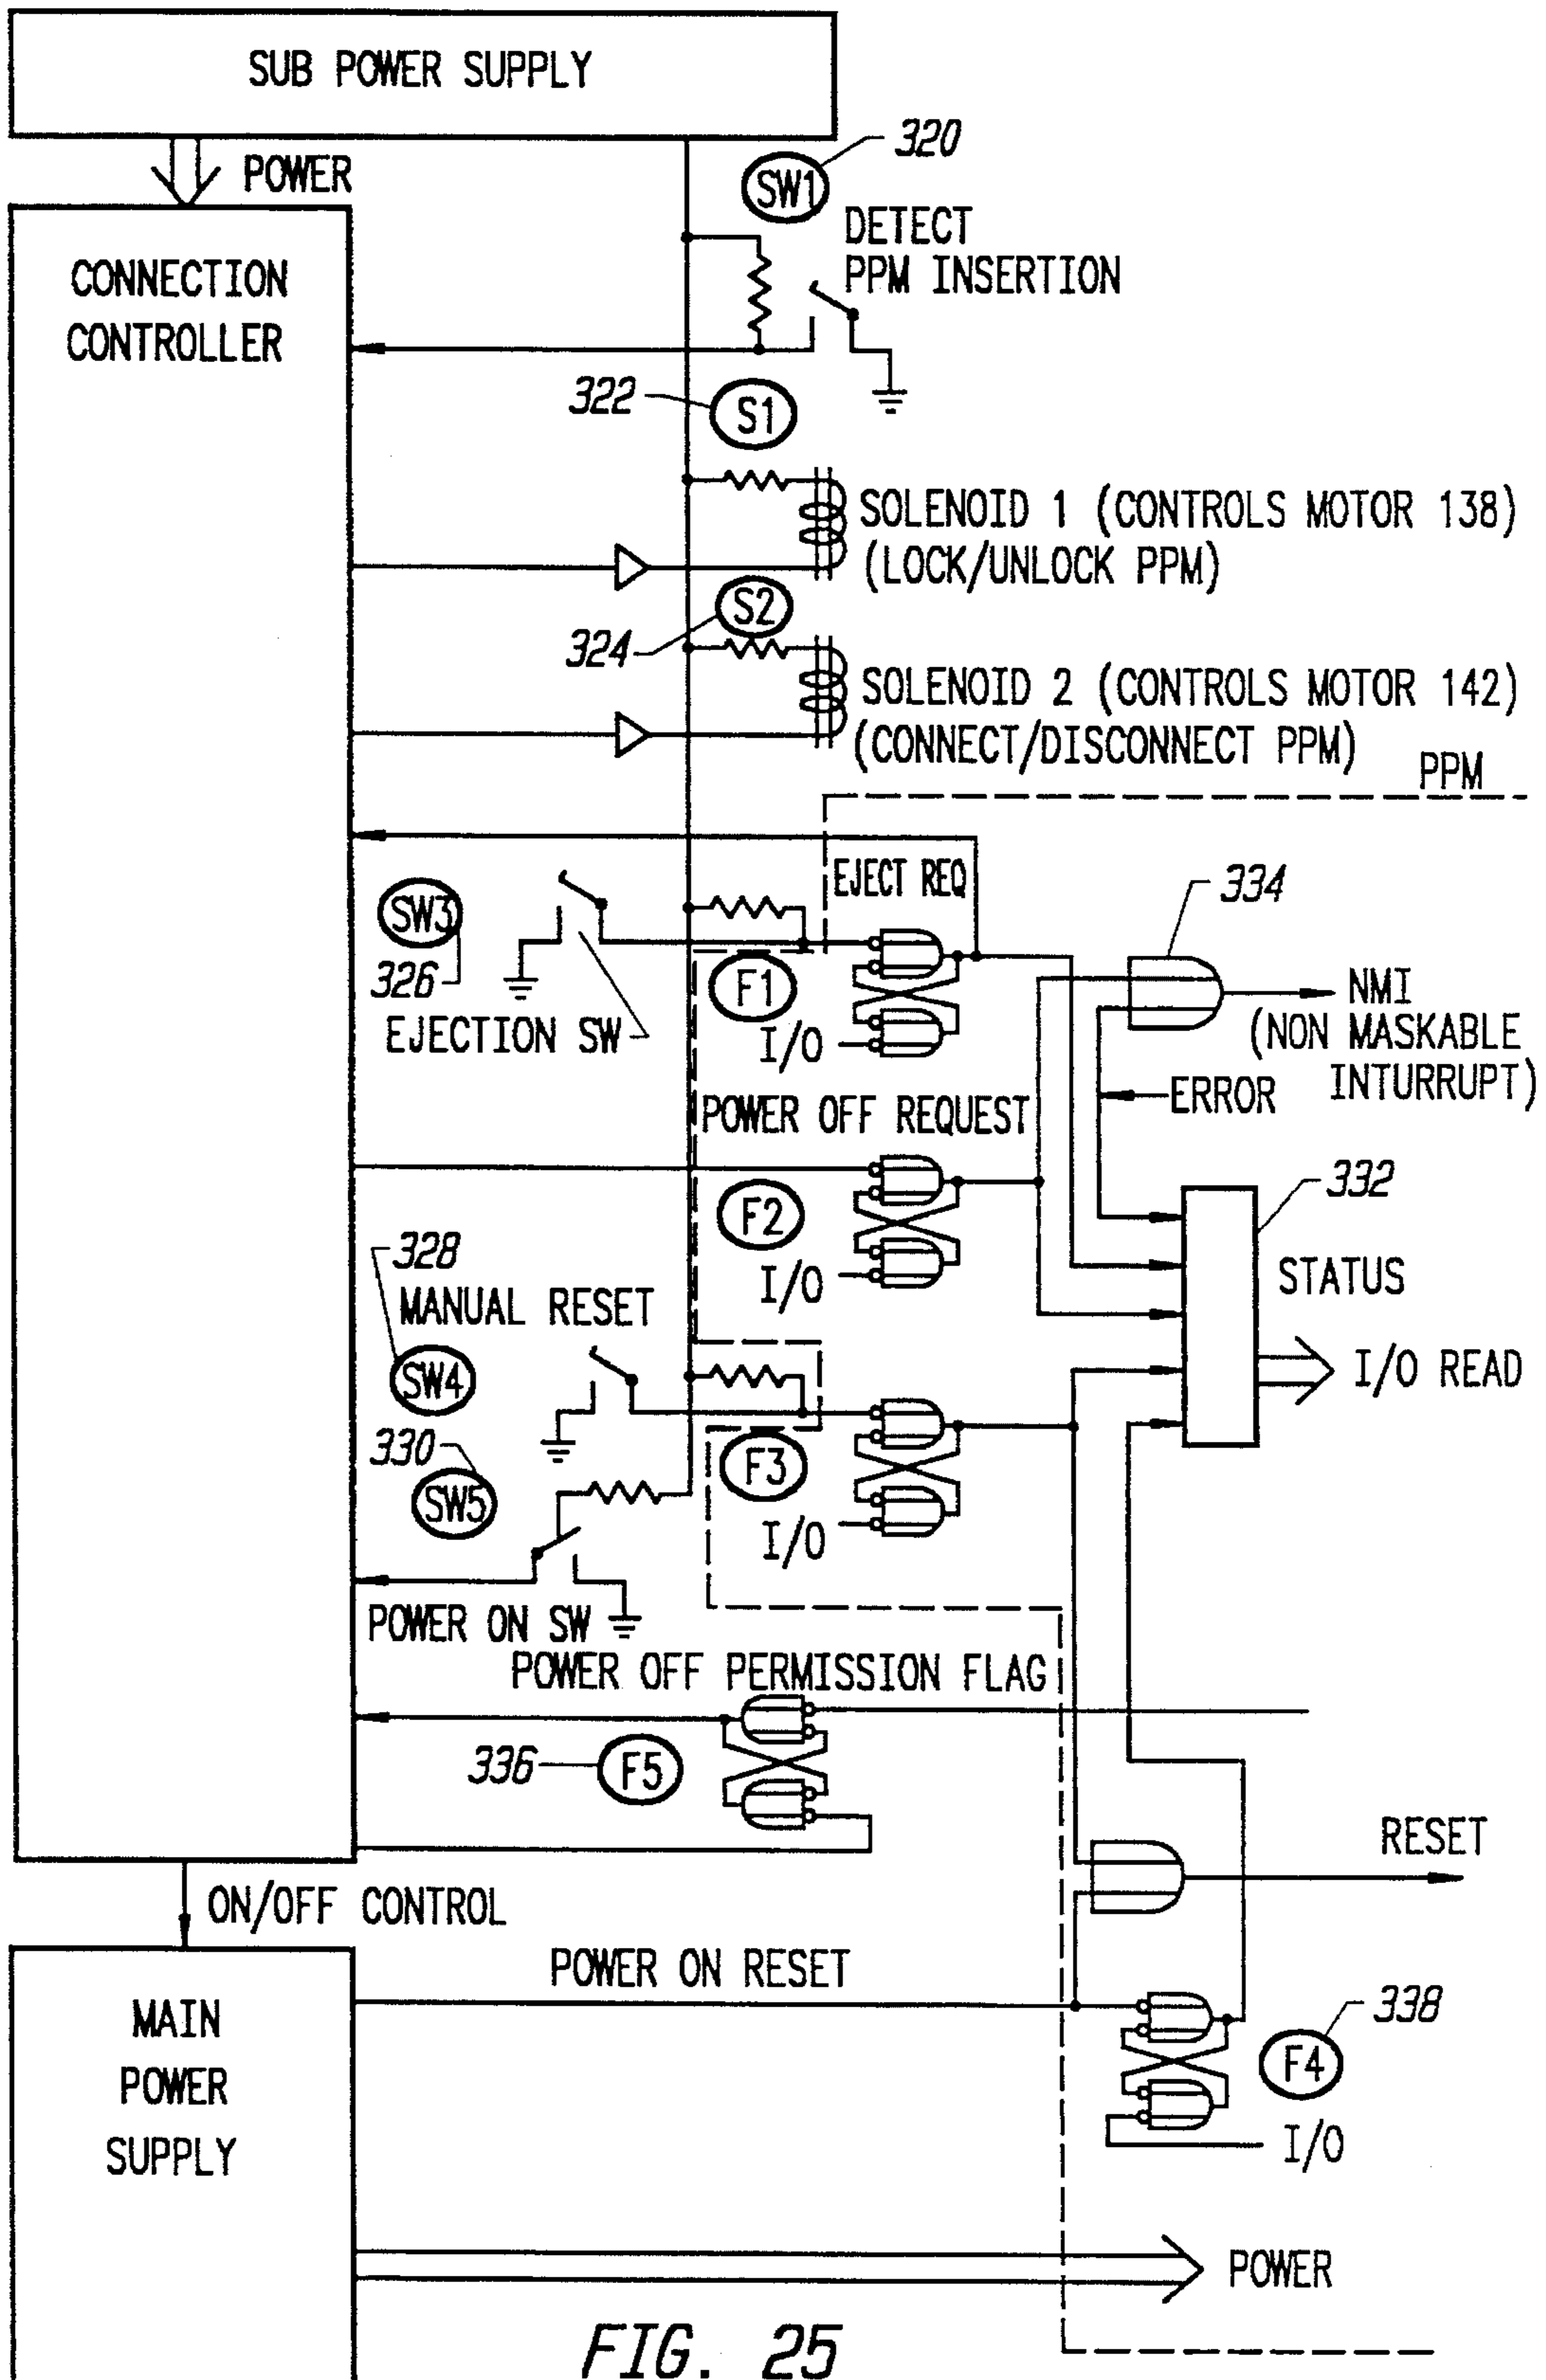 SUB POWER SUPPLY
POWER
320
SW1
DETECT
PPM INSERTION
CONNECTION
CONTROLLER
322
S1
SOLENOID 1 (CONTROLS MOTOR 138)
(LOCK/UNLOCK PPM)
S2
324
SOLENOID 2 (CONTROLS MOTOR 142)
(CONNECT/DISCONNECT PPM)
PPM
EJECT REQ
334
SW3
326
F1
NMI
(NON MASKABLE
INTURRUPT)
EJECTION SW
I/O
ERROR
POWER OFF REQUEST
332
F2
328
STATUS
I/O
MANUAL RESET
I/O READ
SW4
330
F3
SW5
I/O
POWER ON SW
POWER OFF PERMISSION FLAG
336
F5
RESET
ON/OFF CONTROL
POWER ON RESET
338
MAIN
POWER
SUPPLY
F4
I/O
POWER
FIG. 25